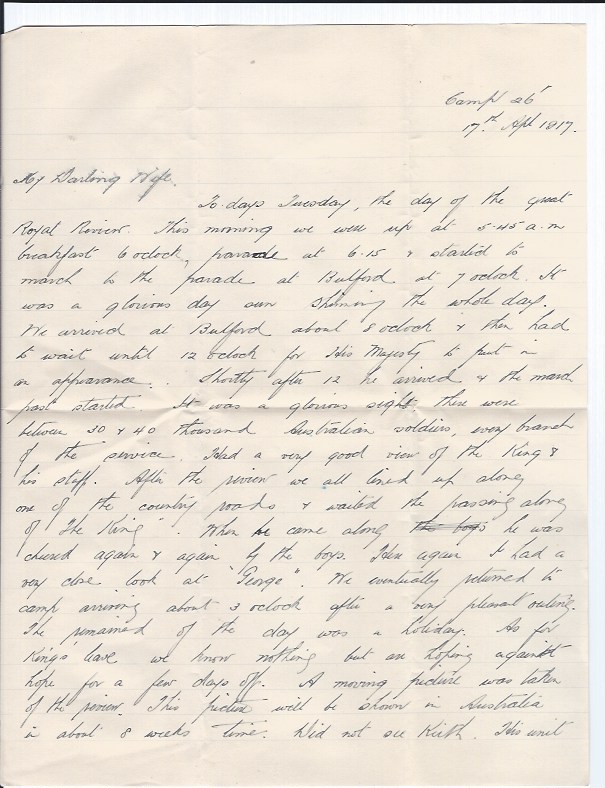 Camp 26
17th Apl 1917.
My Darling Wife.
To-days Tuesday, the day of the great
Royal Review. This morning we were up at 5.45 a.m
breakfast 6 oclock, parade at 6.15 & started to
march to the parade at Bulford at 7 oclock. It
was a glorious day sun shining the whole day.
We arrived at Bulford about 8 oclock & then had
to wait until 12 oclock for His Majesty to put in
an appearance. Shortly after 12 he arrived & the march
past started. It was a glorious sight there were
between 30 & 40 thousand Australian soldiers, every branch
of the service. Had a very good view of the King &
his staff. After the review we all lined up along
one of the country roads & waited the passing along
of "The King". When he came along the boys he was
cheered again & again by the boys. Here again I had a
very close look at "George". We eventually returned to
camp arriving about 3 oclock after a very pleasant outing.
The remained of the day was a holiday. As for
King's leave we know nothing but are hoping against
hope for a few days off. A moving picture was taken
of the review. This picture will be shown in Australia
in about 8 weeks time. Did not see Keith. His unit